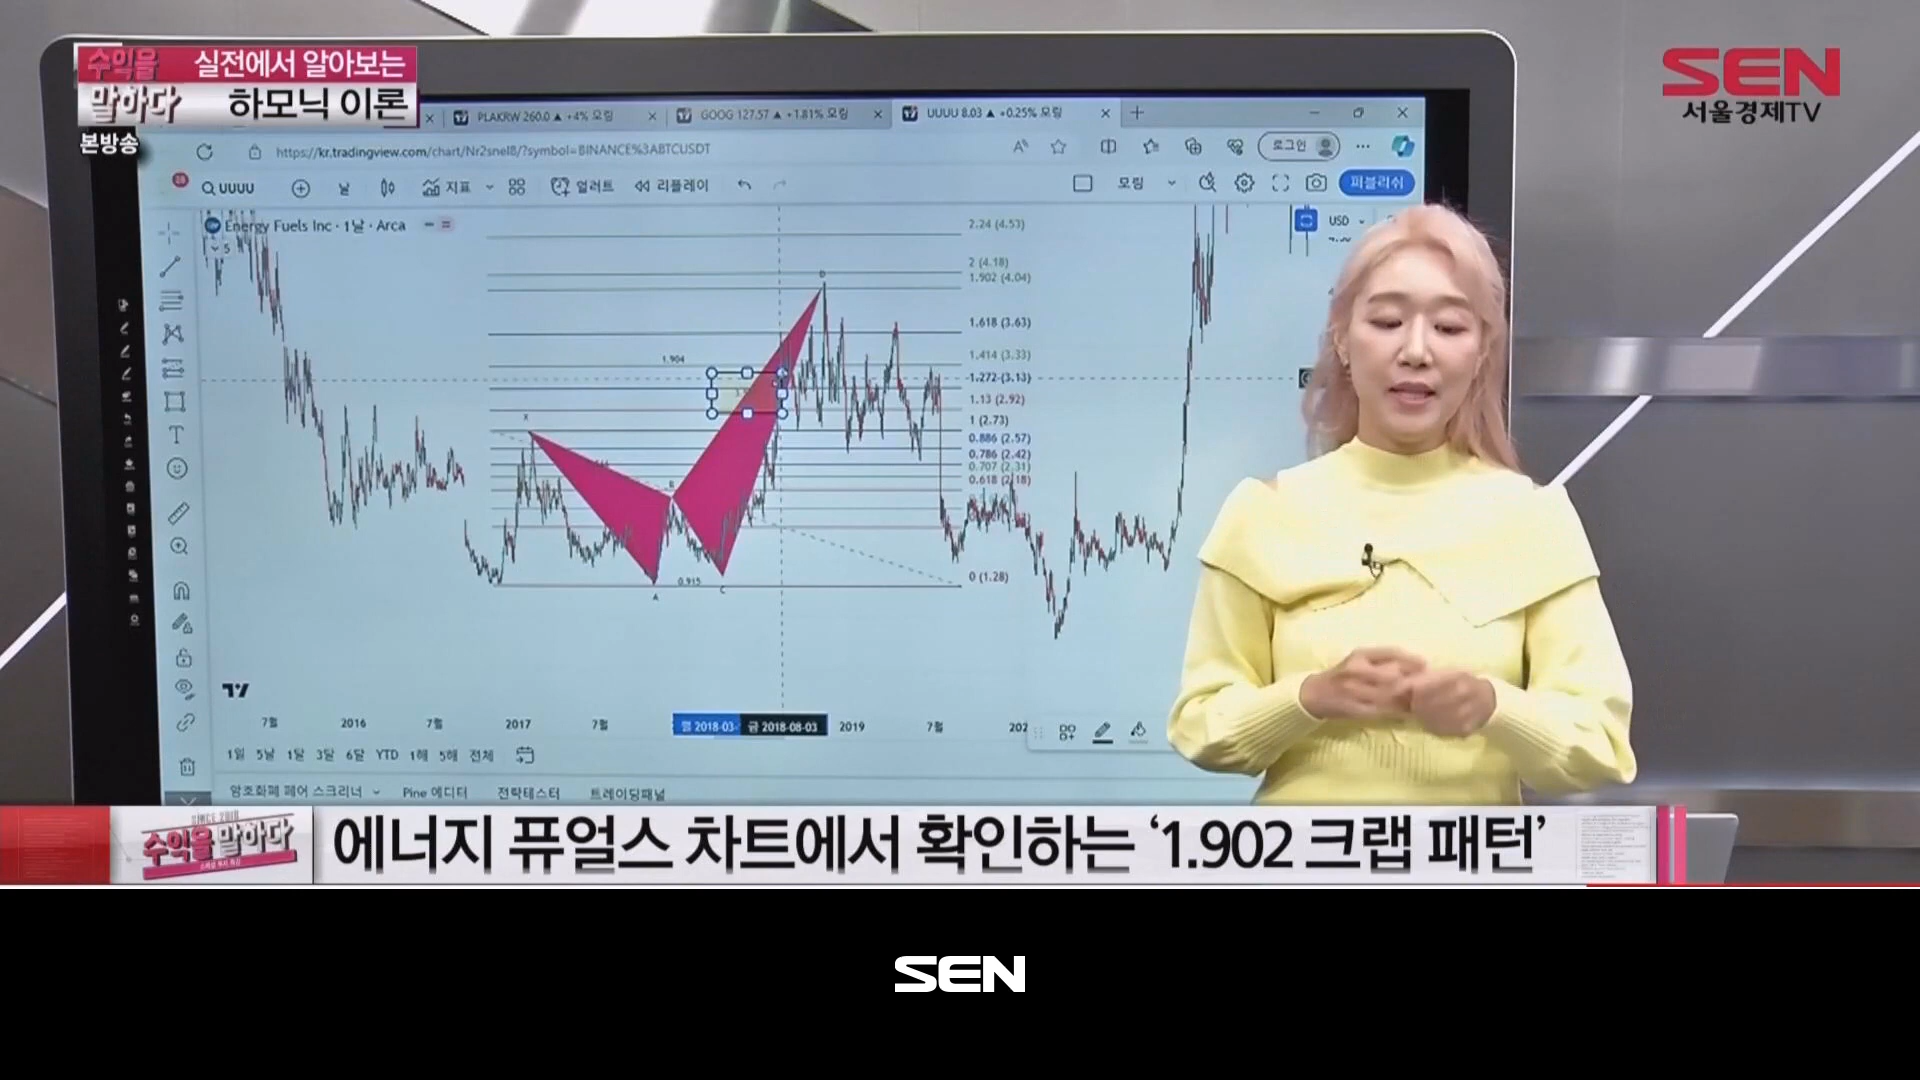 수익을 말하다
실전에서 알아보는
하모닉 이론
본방송
SEN
서울경제TV
PLAKRW 260.0 ▲ +4% 모링
GOOG 127.57 ▲ +1.81% 모링
UUUU 8.03 ▲ +0.25% 모링
https://kr.tradingview.com/chart/Nr2snel8/?symbol=BINANCE%3ABTCUSDT
로그인
28
UUUU
날
지표
얼러트
리플레이
모링
퍼블리쉬
Energy Fuels Inc · 1날 · Arca
5
USD
2.24 (4.53)
2 (4.18)
1.902 (4.04)
1.618 (3.63)
1.414 (3.33)
1.272 (3.13)
1.13 (2.92)
1 (2.73)
0.886 (2.57)
0.786 (2.42)
0.707 (2.31)
0.618 (2.18)
0 (1.28)
D
1.904
X
B
0.915
A
C
7월
2016
7월
2017
7월
월 2018-03-
금 2018-08-03
2019
7월
202
1일 5날 1달 3달 6달 YTD 1해 5해 전체
암호화폐 페어 스크리너
Pine 에디터
전략테스터
트레이딩패널
수익을 말하다
에너지 퓨얼스 차트에서 확인하는 ‘1.902 크랩 패턴’
SEN